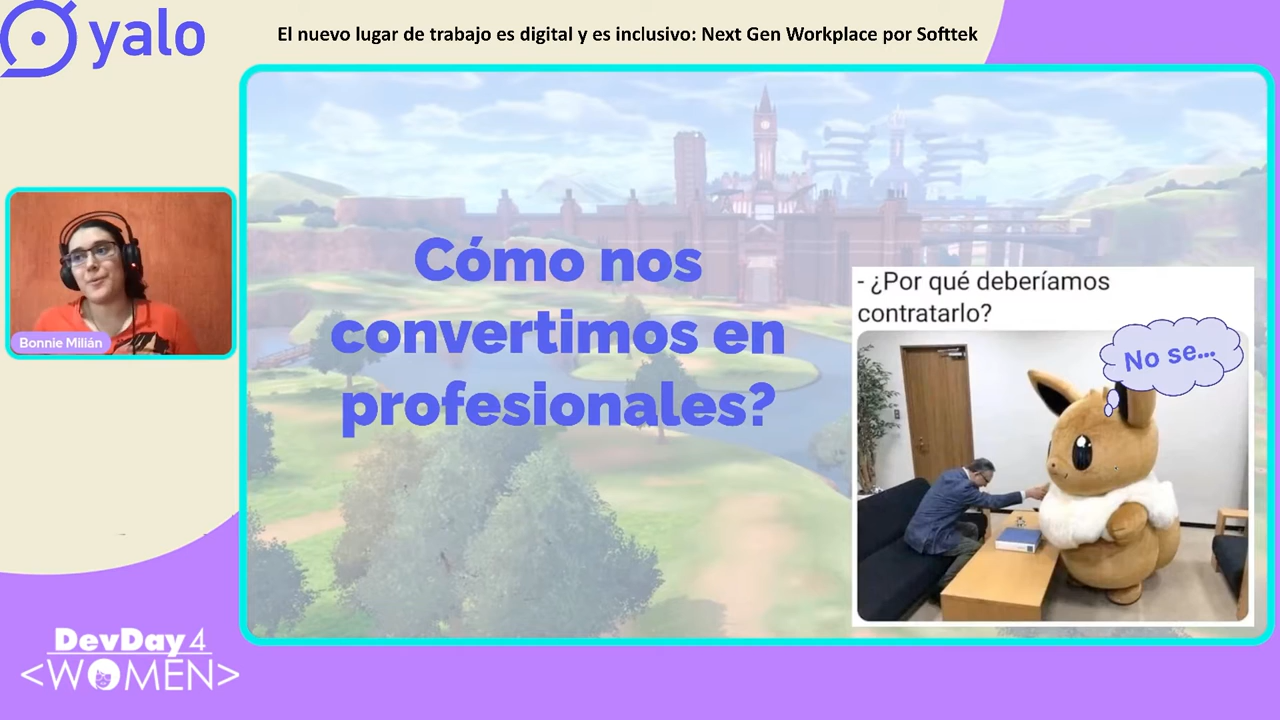 yalo
El nuevo lugar de trabajo es digital y es inclusivo: Next Gen Workplace por Softtek
Cómo nos
convertimos en
profesionales?
- ¿Por qué deberíamos
contratarlo?
No se...
Bonnie Milián
DevDay4
<WOMEN>